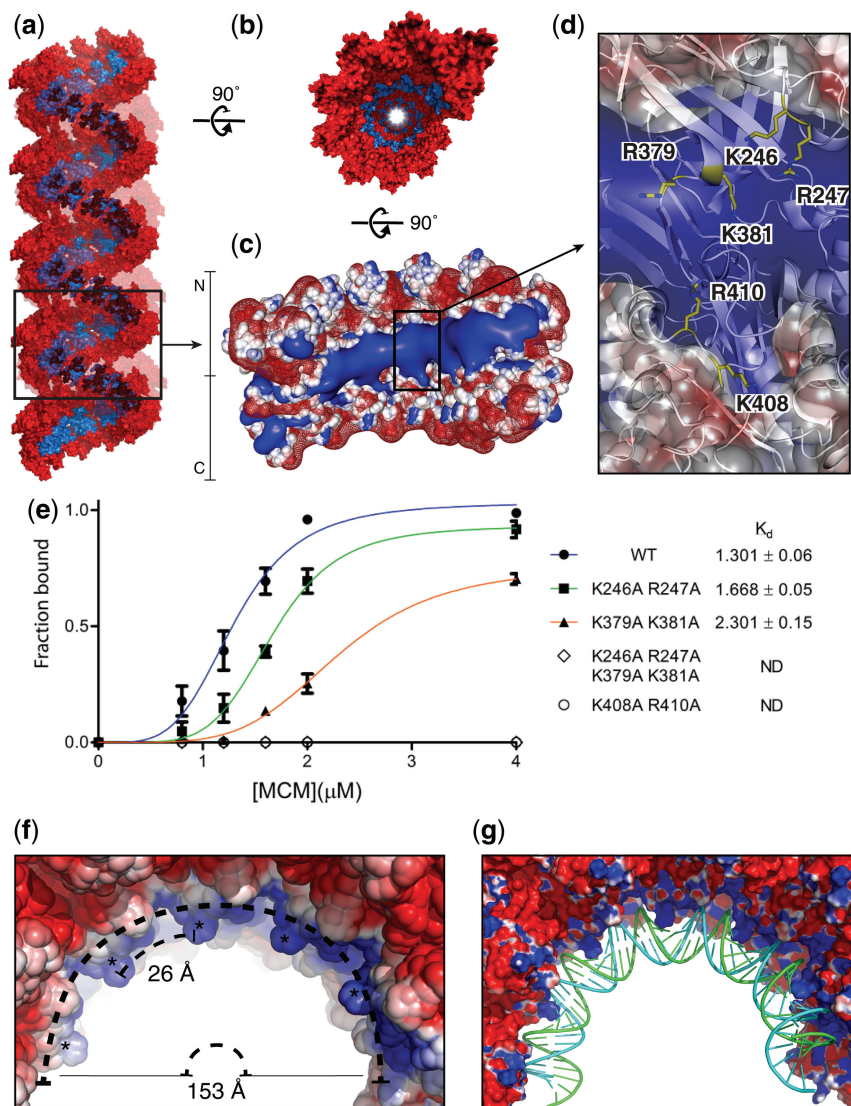 (a)
(b)
(d)
90°
90°
(c)
N
C
R379
K246
R247
K381
R410
K408
(e)
Fraction bound
1.0
0.5
0.0
0
1
2
3
4
[MCM](μM)
K_d
WT 1.301 ± 0.06
K246A R247A 1.668 ± 0.05
K379A K381A 2.301 ± 0.15
K246A R247A
K379A K381A ND
K408A R410A ND
(f)
(g)
*
*
*
*
*
26 Å
153 Å